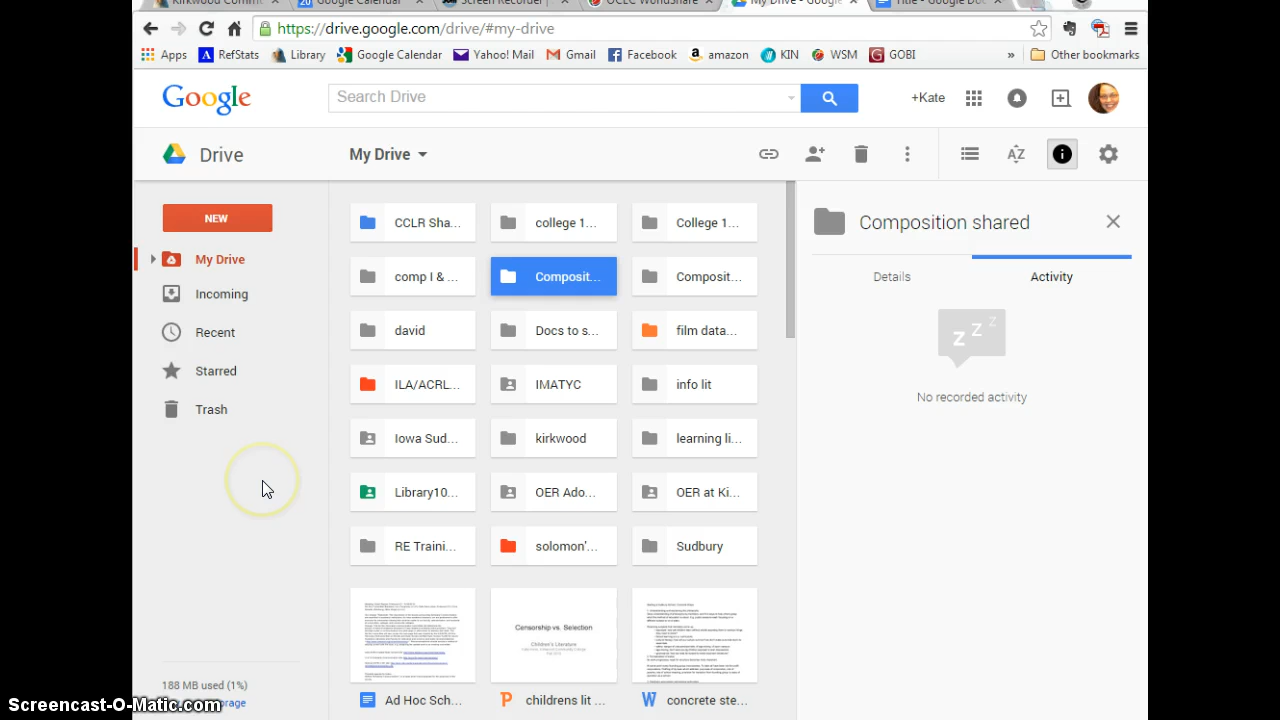 Kirkwood Comm
Google Calendar
Screen Recorder
OCLC WorldShare
My Drive - Google
Title - Google Doc
https://drive.google.com/drive/#my-drive
Apps RefStats Library Google Calendar Yahoo! Mail Gmail Facebook amazon KIN WSM GOBI » Other bookmarks
Google Search Drive +Kate
Drive My Drive AZ
NEW
My Drive
Incoming
Recent
Starred
Trash
CCLR Sha... college 1... College 1...
comp I & ... Composit... Composit...
david Docs to s... film data...
ILA/ACRL... IMATYC info lit
Iowa Sud... kirkwood learning li...
Library10... OER Ado... OER at Ki...
RE Traini... solomon'... Sudbury
Censorship vs. Selection
Children's Literature
Ad Hoc Sch... childrens lit ... concrete ste...
Composition shared
Details Activity
z z z
No recorded activity
188 MB used (1%)
Screencast-O-Matic.com